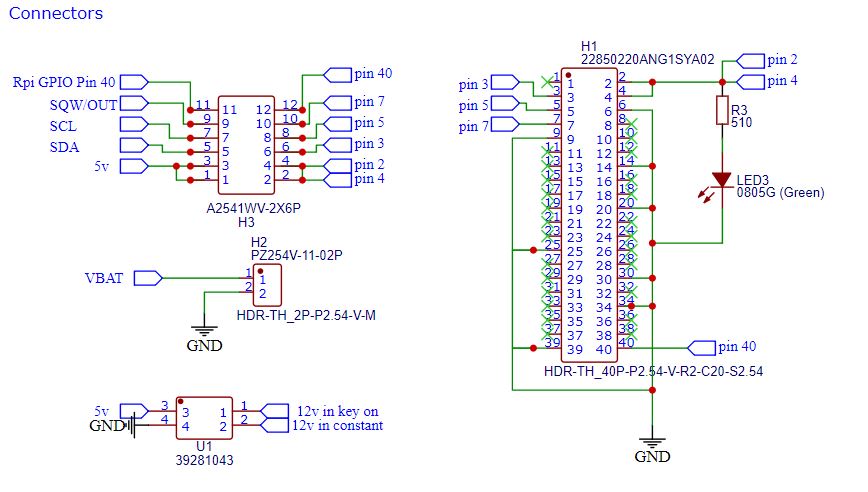 Connectors
Rpi GPIO Pin 40
SQW/OUT
SCL
SDA
5v
11 11 12 12
9 9 10 10
7 7 8 8
5 5 6 6
3 3 4 4
1 1 2 2
pin 40
pin 7
pin 5
pin 3
pin 2
pin 4
A2541WV-2X6P
H3
H2
PZ254V-11-02P
VBAT
1 1
2 2
HDR-TH_2P-P2.54-V-M
GND
5v
GND
3 3 1 1
4 4 2 2
12v in key on
12v in constant
U1
39281043
H1
22850220ANG1SYA02
pin 3
pin 5
pin 7
1 1 2 2
3 3 4 4
5 5 6 6
7 7 8 8
9 9 10 10
11 11 12 12
13 13 14 14
15 15 16 16
17 17 18 18
19 19 20 20
21 21 22 22
23 23 24 24
25 25 26 26
27 27 28 28
29 29 30 30
31 31 32 32
33 33 34 34
35 35 36 36
37 37 38 38
39 39 40 40
pin 2
pin 4
R3
510
LED3
0805G (Green)
pin 40
HDR-TH_40P-P2.54-V-R2-C20-S2.54
GND